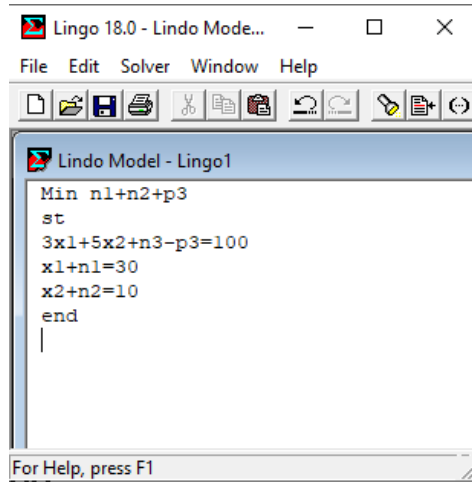 Lingo 18.0 - Lindo Mode...
File Edit Solver Window Help
Lindo Model - Lingo1
Min n1+n2+p3
st
3x1+5x2+n3-p3=100
x1+n1=30
x2+n2=10
end
For Help, press F1